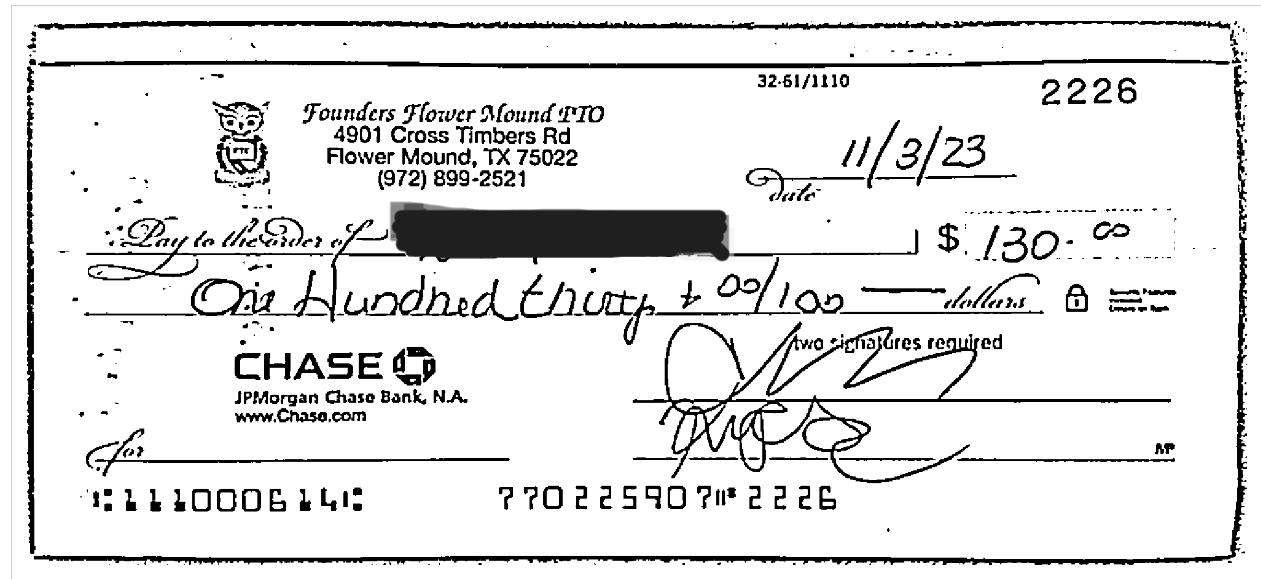 32-61/1110
2226
Founders Flower Mound PTO
4901 Cross Timbers Rd
Flower Mound, TX 75022
(972) 899-2521
11/3/23
date
Pay to the order of
$ 130.00
One Hundred thirty & 00/100 dollars
two signatures required
CHASE
JPMorgan Chase Bank, N.A.
www.Chase.com
for
MP
⑆111000614⑆ 770225907⑈ 2226